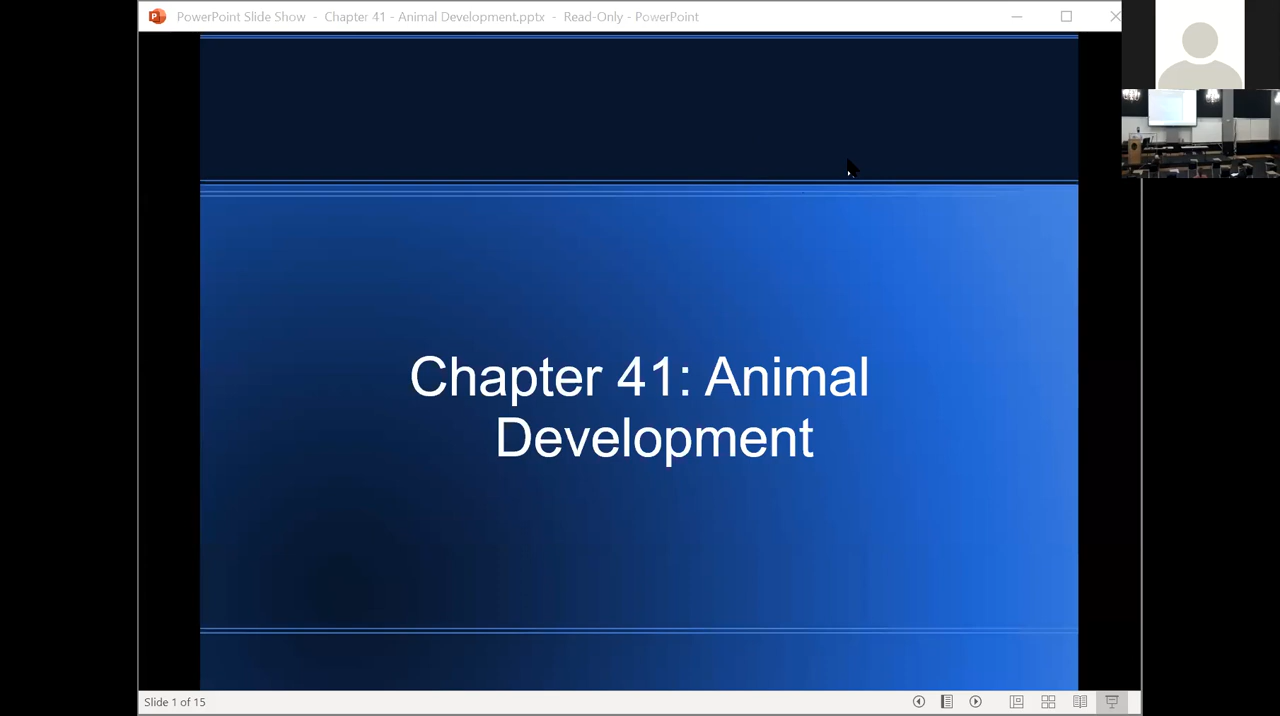 PowerPoint Slide Show - Chapter 41 - Animal Development.pptx - Read-Only - PowerPoint
Chapter 41: Animal
Development
Slide 1 of 15